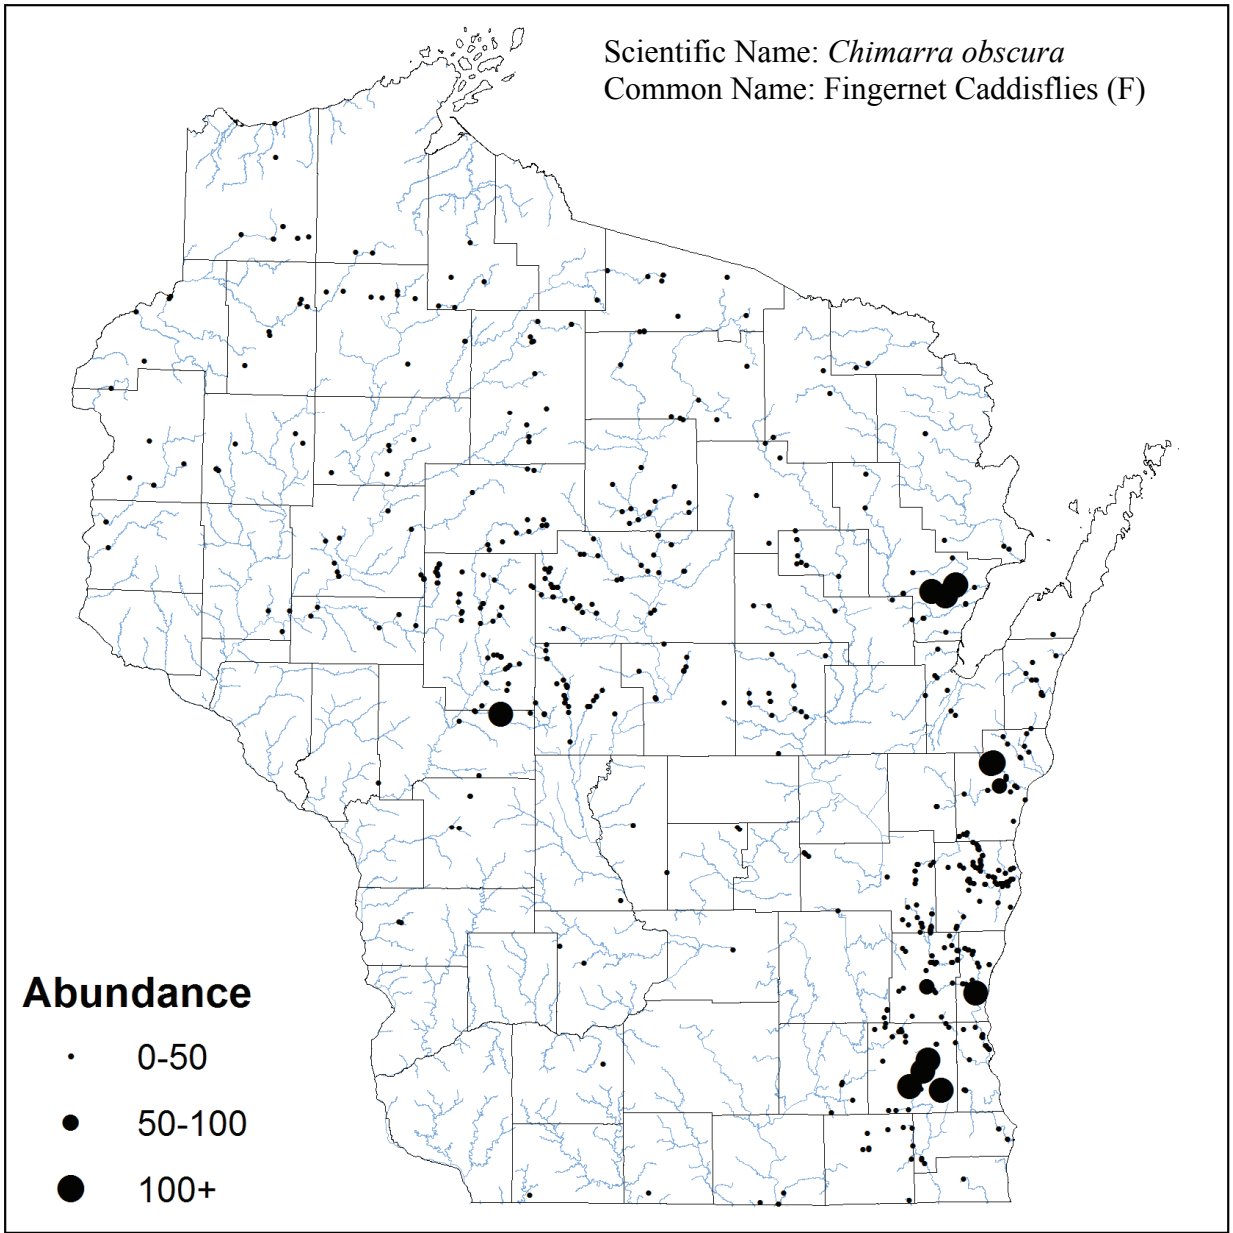 Scientific Name: Chimarra obscura
Common Name: Fingernet Caddisflies (F)
Abundance
0-50
50-100
100+